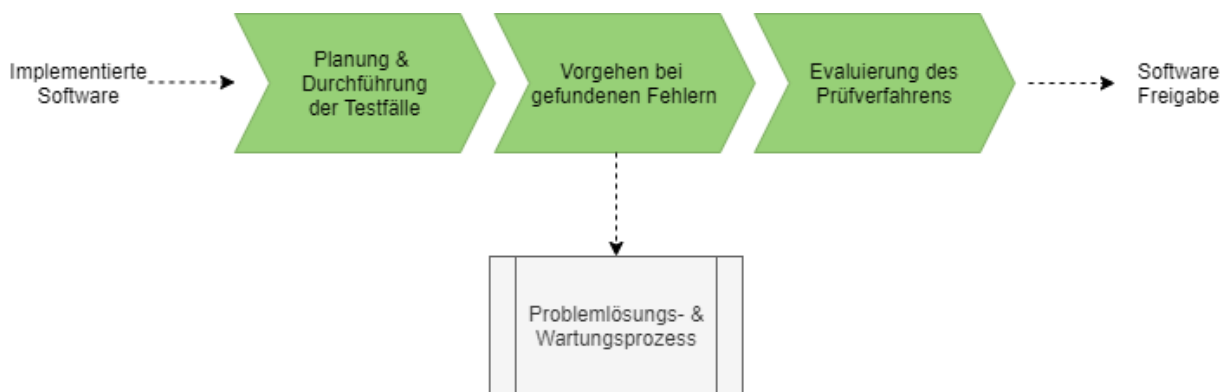 Implementierte
Software
Planung &
Durchführung
der Testfälle
Vorgehen bei
gefundenen Fehlern
Evaluierung des
Prüfverfahrens
Software
Freigabe
Problemlösungs- &
Wartungsprozess